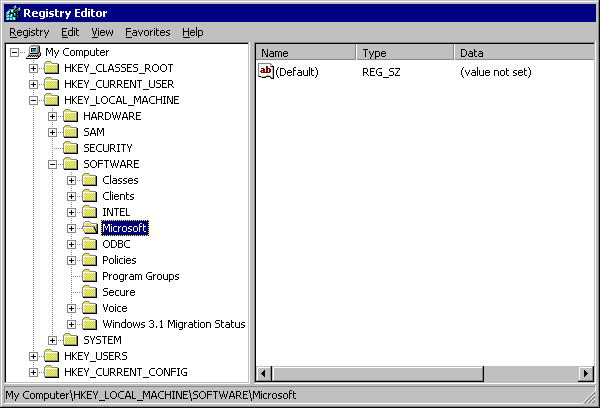 Registry Editor
Registry Edit View Favorites Help
My Computer
HKEY_CLASSES_ROOT
HKEY_CURRENT_USER
HKEY_LOCAL_MACHINE
HARDWARE
SAM
SECURITY
SOFTWARE
Classes
Clients
INTEL
Microsoft
ODBC
Policies
Program Groups
Secure
Voice
Windows 3.1 Migration Status
SYSTEM
HKEY_USERS
HKEY_CURRENT_CONFIG
Name Type Data
ab (Default) REG_SZ (value not set)
My Computer\HKEY_LOCAL_MACHINE\SOFTWARE\Microsoft